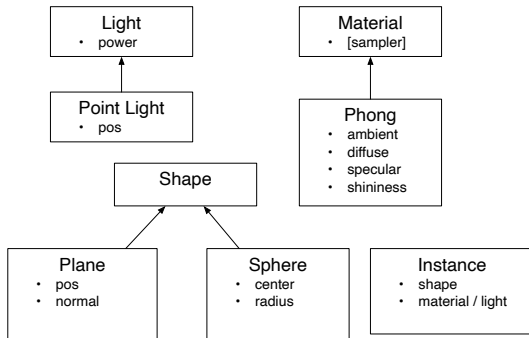 Light
• power
Material
• [sampler]
Point Light
• pos
Phong
• ambient
• diffuse
• specular
• shininess
Shape
Plane
• pos
• normal
Sphere
• center
• radius
Instance
• shape
• material / light